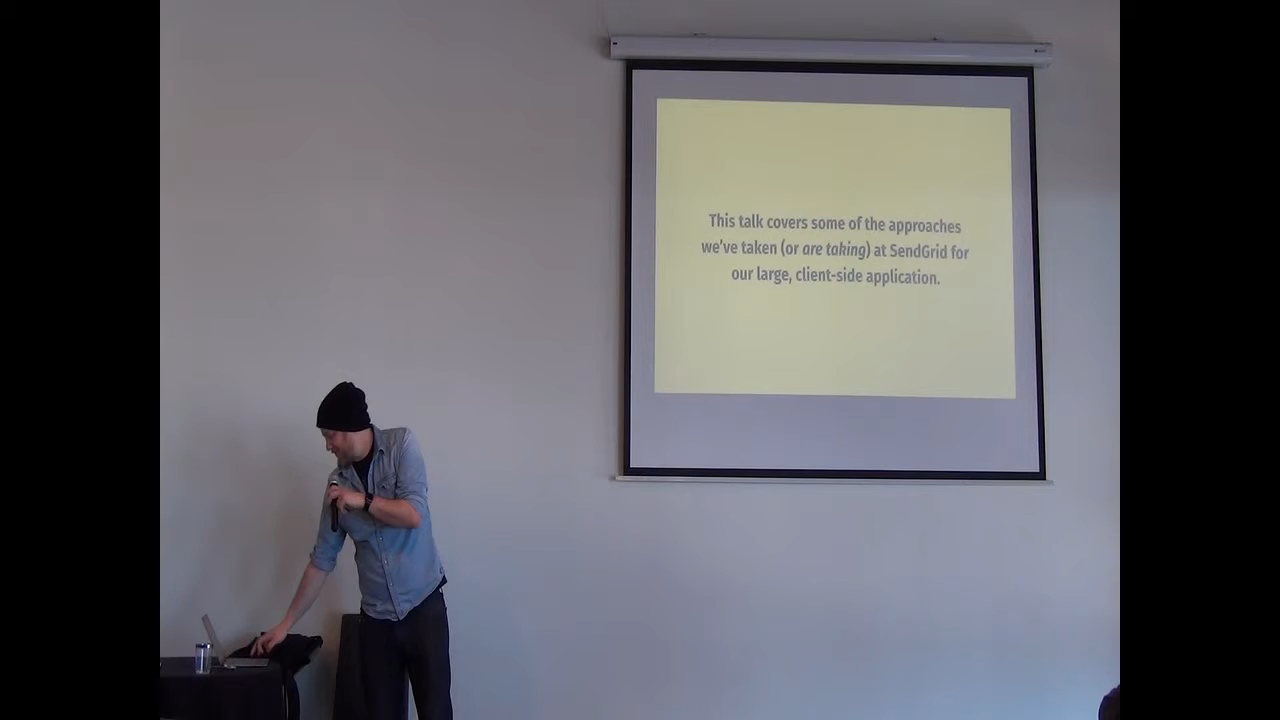 This talk covers some of the approaches
we've taken (or are taking) at SendGrid for
our large, client-side application.